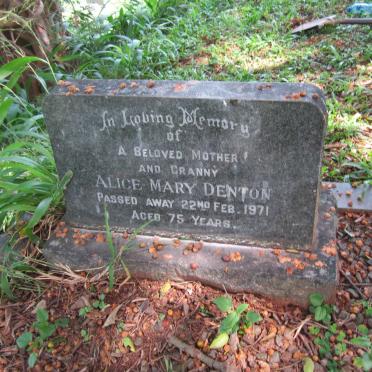 In Loving Memory
of
A BELOVED MOTHER
AND GRANNY
ALICE MARY DENTON
PASSED AWAY 22ND FEB. 1971
AGED 75 YEARS.